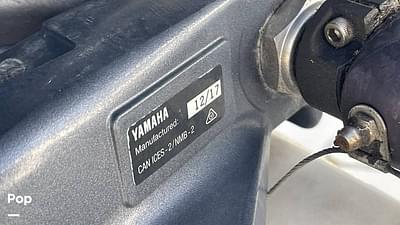 YAMAHA
Manufactured: 12/17
CAN ICES-2/NMB-2
Pop